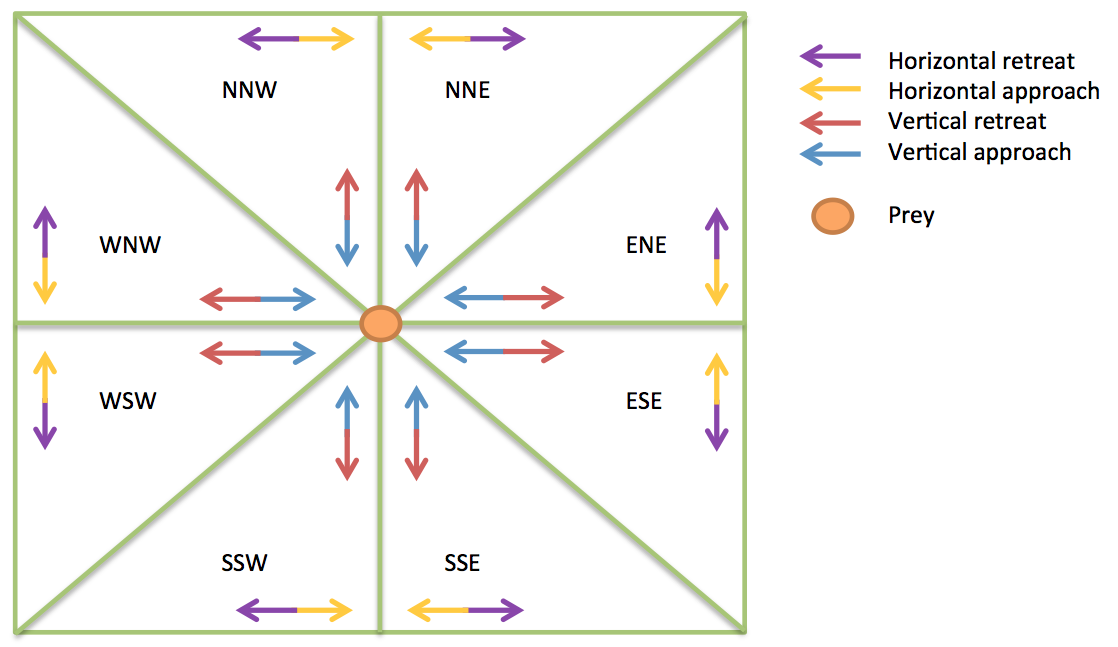 NNW
NNE
WNW
ENE
WSW
ESE
SSW
SSE
Horizontal retreat
Horizontal approach
Vertical retreat
Vertical approach
Prey